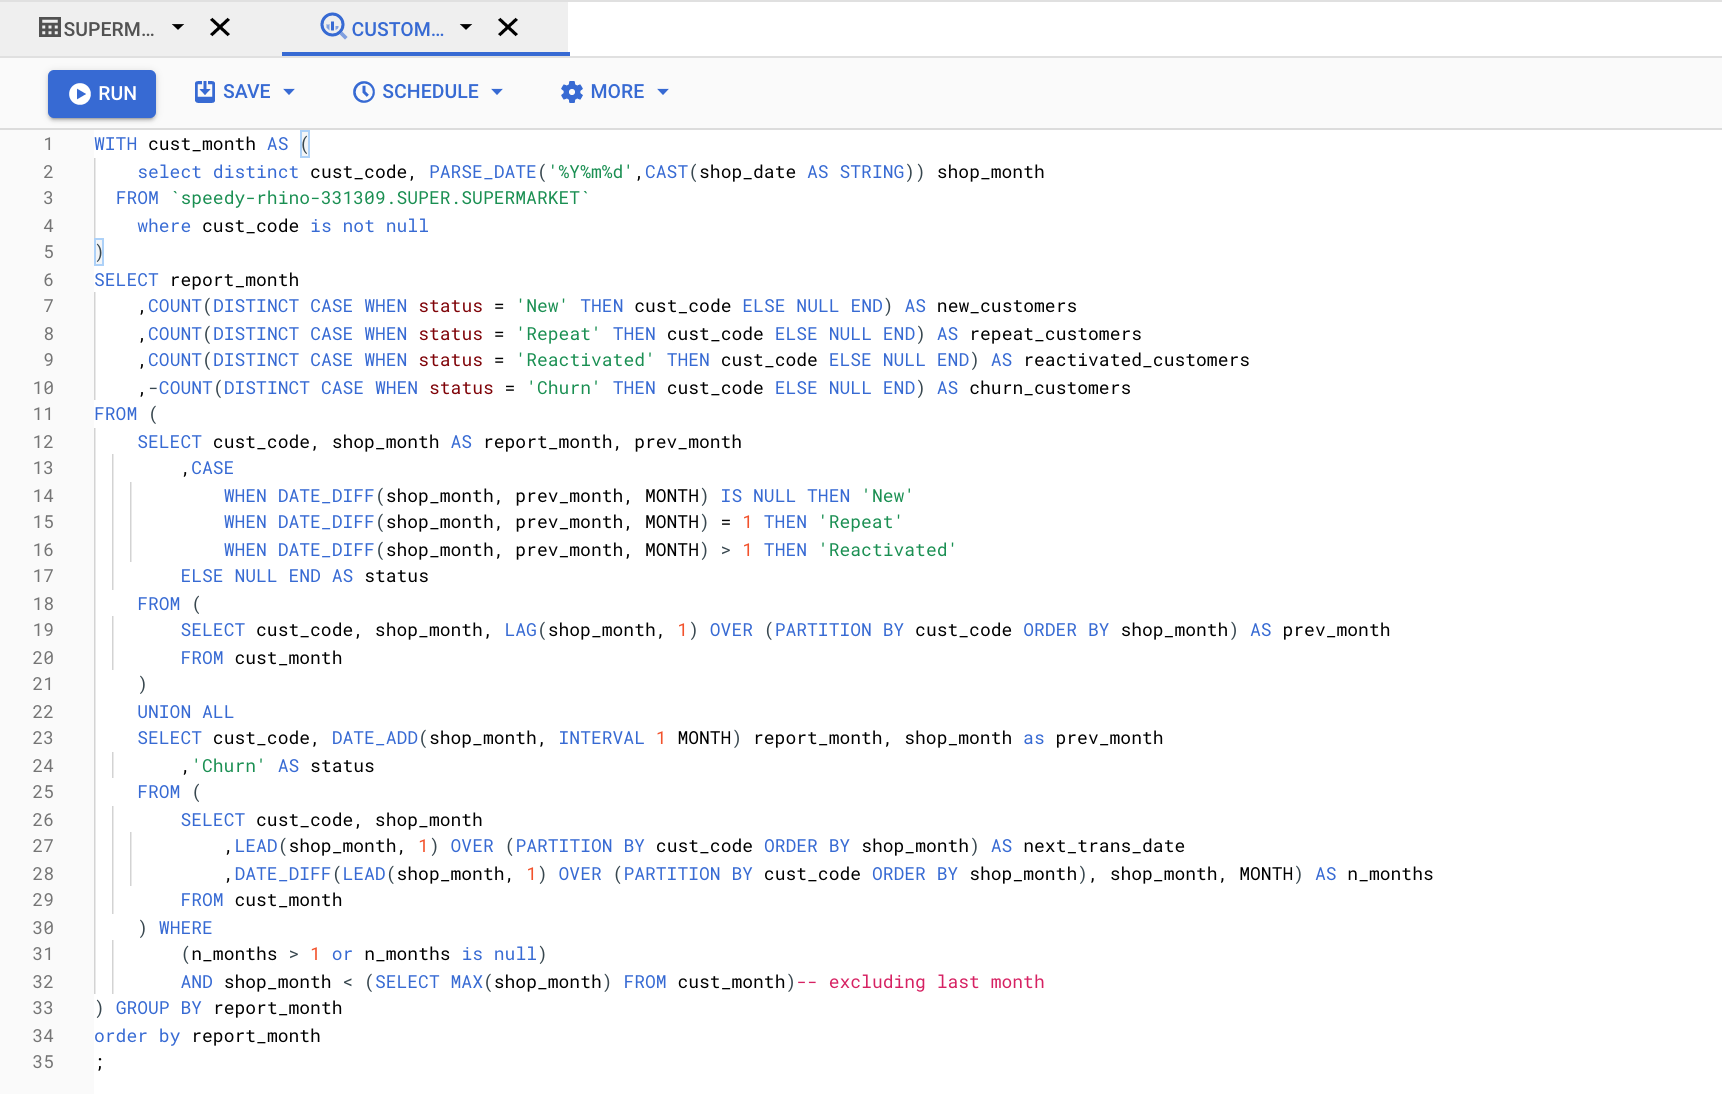 SUPERM...
CUSTOM...
RUN SAVE SCHEDULE MORE
1 WITH cust_month AS (
2 select distinct cust_code, PARSE_DATE('%Y%m%d',CAST(shop_date AS STRING)) shop_month
3 FROM `speedy-rhino-331309.SUPER.SUPERMARKET`
4 where cust_code is not null
5 )
6 SELECT report_month
7 ,COUNT(DISTINCT CASE WHEN status = 'New' THEN cust_code ELSE NULL END) AS new_customers
8 ,COUNT(DISTINCT CASE WHEN status = 'Repeat' THEN cust_code ELSE NULL END) AS repeat_customers
9 ,COUNT(DISTINCT CASE WHEN status = 'Reactivated' THEN cust_code ELSE NULL END) AS reactivated_customers
10 ,-COUNT(DISTINCT CASE WHEN status = 'Churn' THEN cust_code ELSE NULL END) AS churn_customers
11 FROM (
12 SELECT cust_code, shop_month AS report_month, prev_month
13 ,CASE
14 WHEN DATE_DIFF(shop_month, prev_month, MONTH) IS NULL THEN 'New'
15 WHEN DATE_DIFF(shop_month, prev_month, MONTH) = 1 THEN 'Repeat'
16 WHEN DATE_DIFF(shop_month, prev_month, MONTH) > 1 THEN 'Reactivated'
17 ELSE NULL END AS status
18 FROM (
19 SELECT cust_code, shop_month, LAG(shop_month, 1) OVER (PARTITION BY cust_code ORDER BY shop_month) AS prev_month
20 FROM cust_month
21 )
22 UNION ALL
23 SELECT cust_code, DATE_ADD(shop_month, INTERVAL 1 MONTH) report_month, shop_month as prev_month
24 ,'Churn' AS status
25 FROM (
26 SELECT cust_code, shop_month
27 ,LEAD(shop_month, 1) OVER (PARTITION BY cust_code ORDER BY shop_month) AS next_trans_date
28 ,DATE_DIFF(LEAD(shop_month, 1) OVER (PARTITION BY cust_code ORDER BY shop_month), shop_month, MONTH) AS n_months
29 FROM cust_month
30 ) WHERE
31 (n_months > 1 or n_months is null)
32 AND shop_month < (SELECT MAX(shop_month) FROM cust_month)-- excluding last month
33 ) GROUP BY report_month
34 order by report_month
35 ;